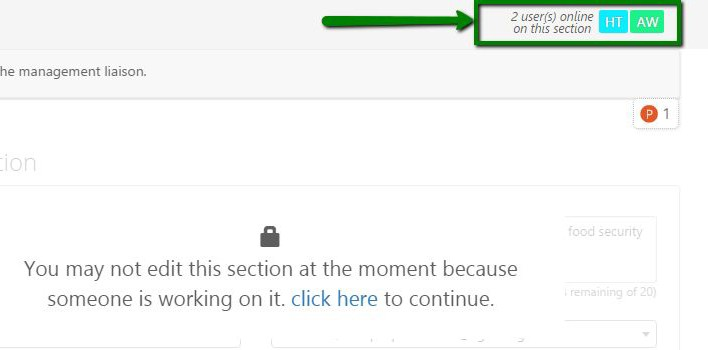 2 user(s) online
on this section
HT AW
he management liaison.
P 1
tion
food security
You may not edit this section at the moment because
someone is working on it. click here to continue.
remaining of 20)